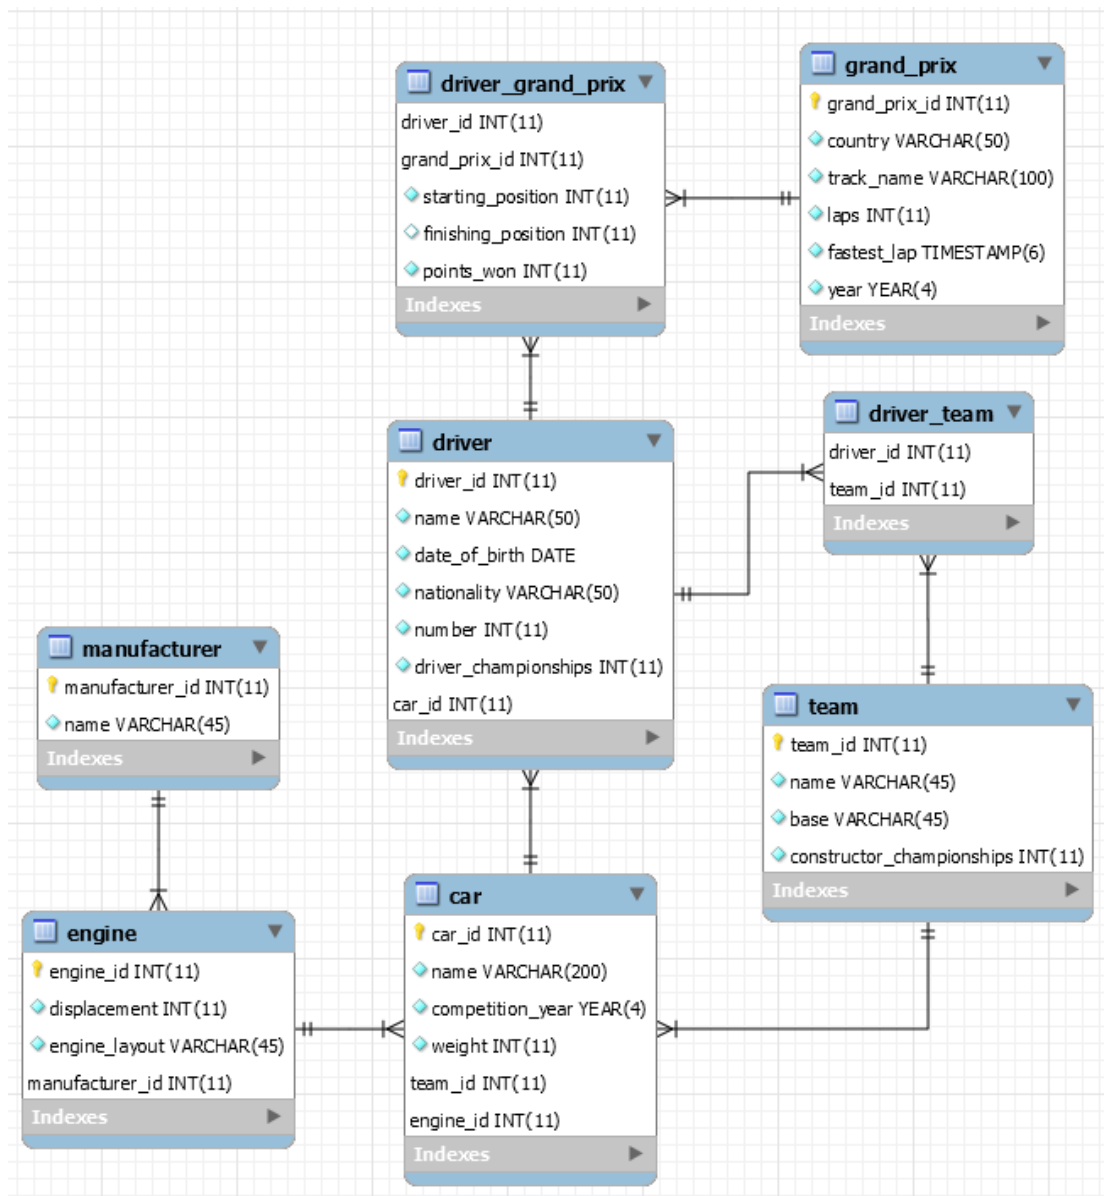 driver_grand_prix
driver_id INT(11)
grand_prix_id INT(11)
starting_position INT(11)
finishing_position INT(11)
points_won INT(11)
Indexes
grand_prix
grand_prix_id INT(11)
country VARCHAR(50)
track_name VARCHAR(100)
laps INT(11)
fastest_lap TIMESTAMP(6)
year YEAR(4)
Indexes
driver
driver_id INT(11)
name VARCHAR(50)
date_of_birth DATE
nationality VARCHAR(50)
number INT(11)
driver_championships INT(11)
car_id INT(11)
Indexes
driver_team
driver_id INT(11)
team_id INT(11)
Indexes
manufacturer
manufacturer_id INT(11)
name VARCHAR(45)
Indexes
team
team_id INT(11)
name VARCHAR(45)
base VARCHAR(45)
constructor_championships INT(11)
Indexes
engine
engine_id INT(11)
displacement INT(11)
engine_layout VARCHAR(45)
manufacturer_id INT(11)
Indexes
car
car_id INT(11)
name VARCHAR(200)
competition_year YEAR(4)
weight INT(11)
team_id INT(11)
engine_id INT(11)
Indexes